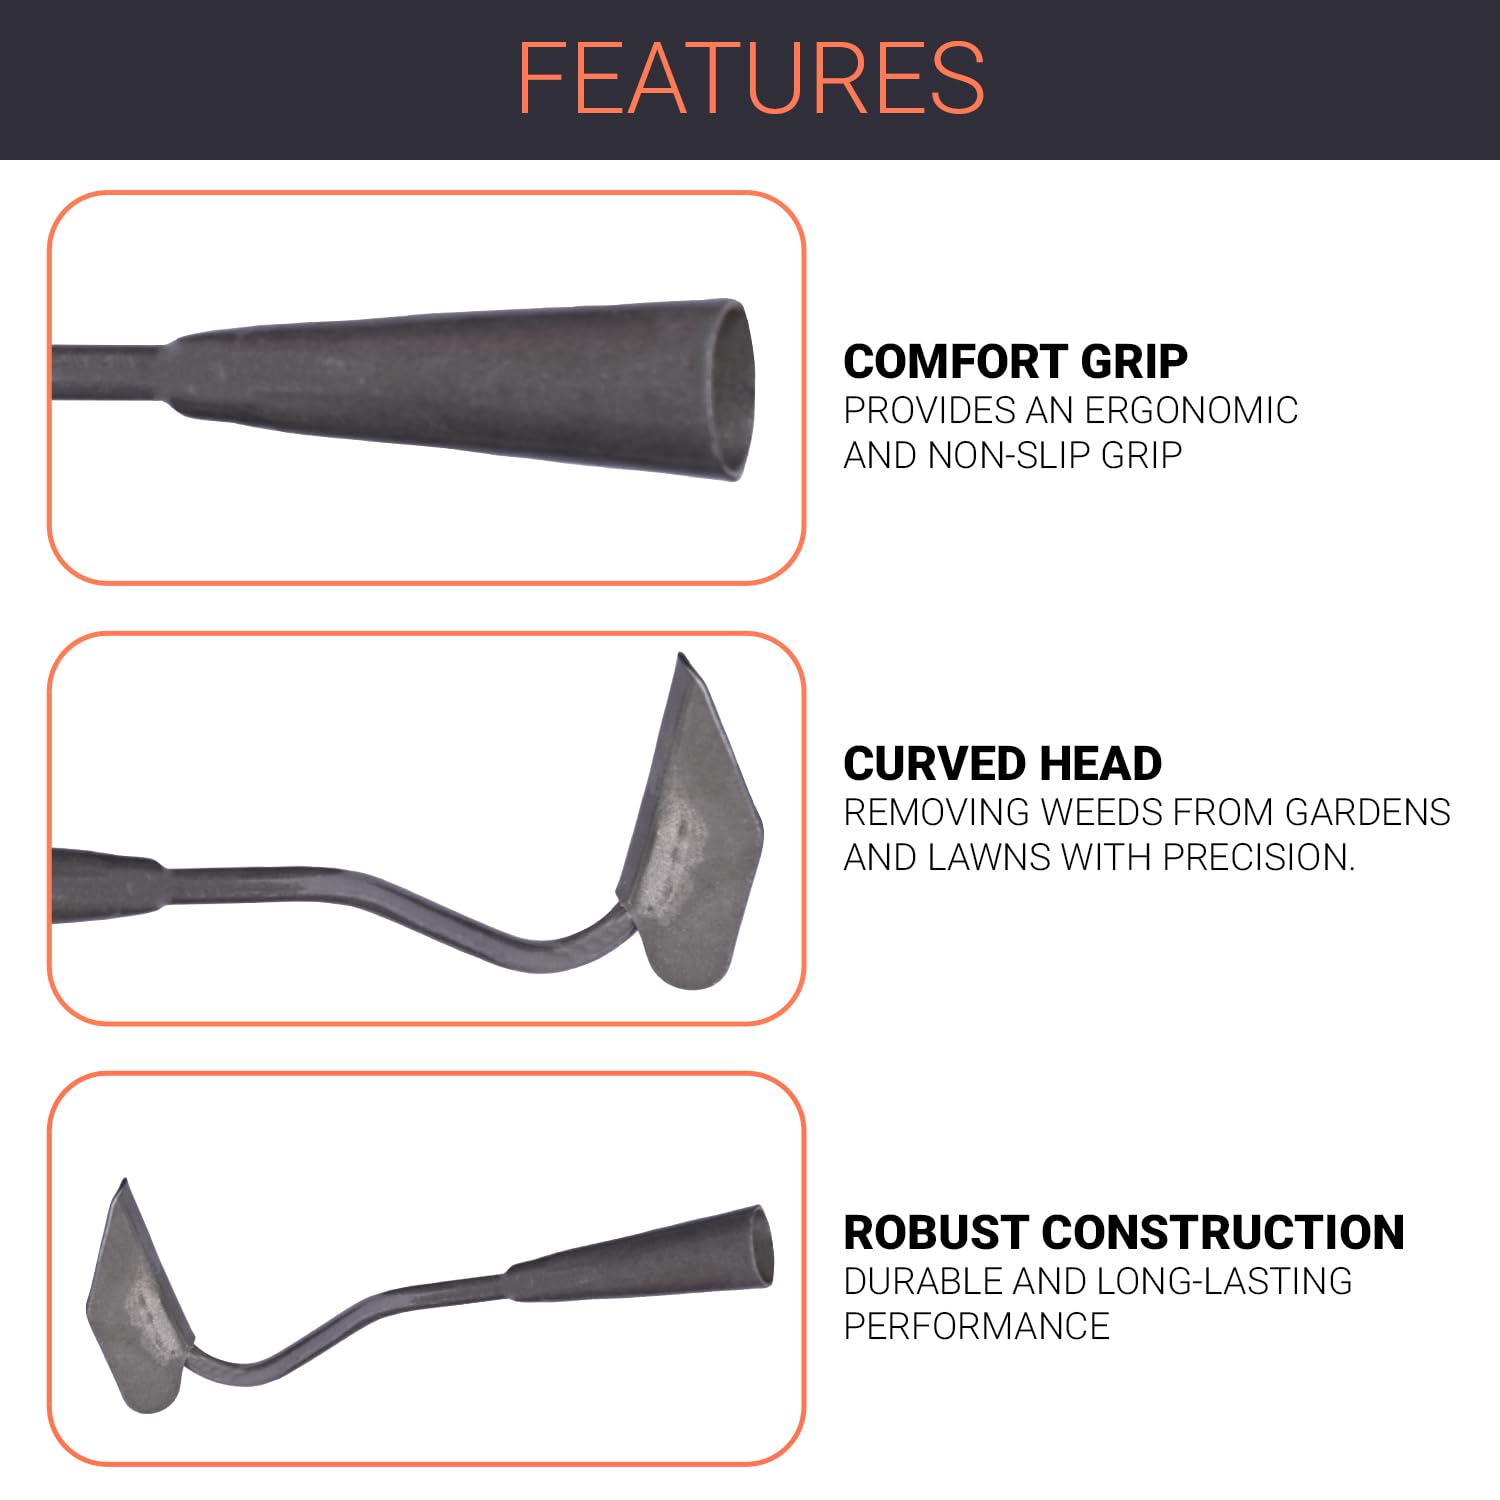 FEATURES
COMFORT GRIP
PROVIDES AN ERGONOMIC
AND NON-SLIP GRIP
CURVED HEAD
REMOVING WEEDS FROM GARDENS
AND LAWNS WITH PRECISION.
ROBUST CONSTRUCTION
DURABLE AND LONG-LASTING
PERFORMANCE